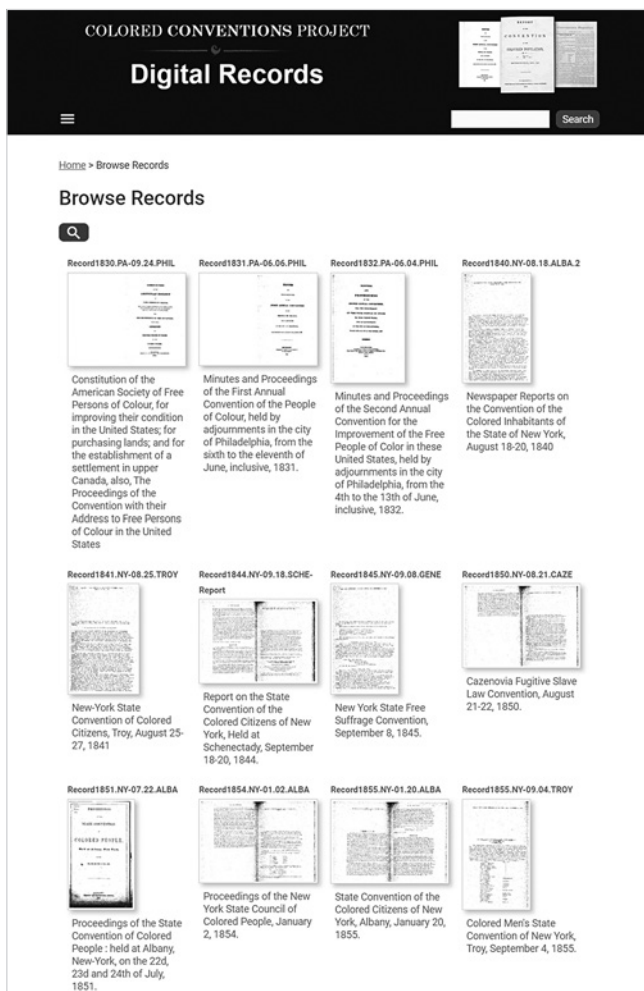 COLORED CONVENTIONS PROJECT
Digital Records
Search
Home > Browse Records
Browse Records
Record1830.PA-09.24.PHIL
Constitution of the
American Society of Free
Persons of Colour, for
improving their condition
in the United States; for
purchasing lands; and for
the establishment of a
settlement in upper
Canada, also, The
Proceedings of the
Convention with their
Address to Free Persons
of Colour in the United
States
Record1831.PA-06.06.PHIL
Minutes and Proceedings
of the First Annual
Convention of the People
of Colour, held by
adjournments in the city
of Philadelphia, from the
sixth to the eleventh of
June, inclusive, 1831.
Record1832.PA-06.04.PHIL
Minutes and Proceedings
of the Second Annual
Convention for the
Improvement of the Free
People of Color in these
United States, held by
adjournments in the city
of Philadelphia, from the
4th to the 13th of June,
inclusive, 1832.
Record1840.NY-08.18.ALBA.2
Newspaper Reports on
the Convention of the
Colored Inhabitants of
the State of New York,
August 18-20, 1840
Record1841.NY-08.25.TROY
New-York State
Convention of Colored
Citizens, Troy, August 25-
27, 1841
Record1844.NY-09.18.SCHE-
Report
Report on the State
Convention of the
Colored Citizens of New
York, Held at
Schenectady, September
18-20, 1844.
Record1845.NY-09.08.GENE
New York State Free
Suffrage Convention,
September 8, 1845.
Record1850.NY-08.21.CAZE
Cazenovia Fugitive Slave
Law Convention, August
21-22, 1850.
Record1851.NY-07.22.ALBA
PROCEEDINGS
STATE CONVENTION
COLORED PEOPLE,
Proceedings of the State
Convention of Colored
People : held at Albany,
New-York, on the 22d,
23d and 24th of July,
1851.
Record1854.NY-01.02.ALBA
Proceedings of the New
York State Council of
Colored People, January
2, 1854.
Record1855.NY-01.20.ALBA
State Convention of the
Colored Citizens of New
York, Albany, January 20,
1855.
Record1855.NY-09.04.TROY
Colored Men's State
Convention of New York,
Troy, September 4, 1855.